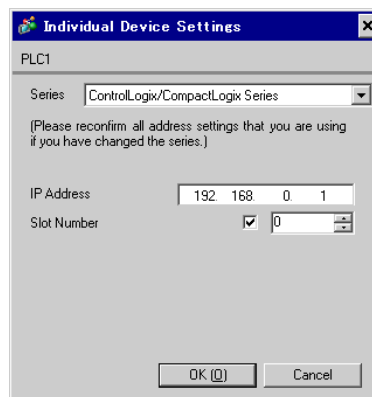 Individual Device Settings
PLC1
Series ControlLogix/CompactLogix Series
(Please reconfirm all address settings that you are using
if you have changed the series.)
IP Address 192. 168. 0. 1
Slot Number 0
OK (O) Cancel